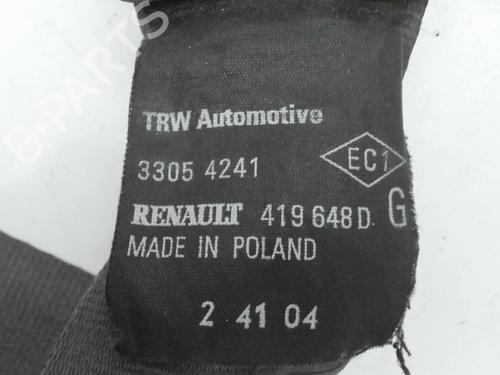 TRW Automotive
3305 4241 EC1
RENAULT 419 648 D G
MADE IN POLAND
2 41 04
B-PARTS